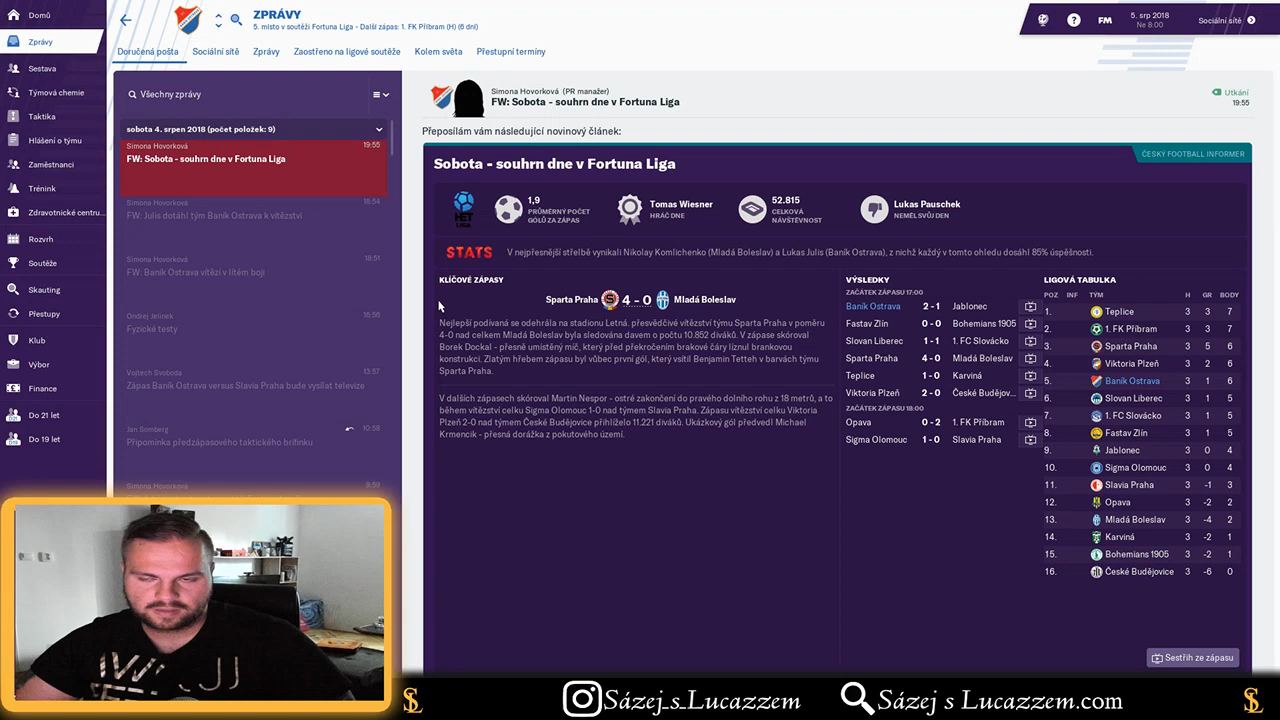 Domů
Zprávy
Sestava
Týmová chemie
Taktika
Hlášení o týmu
Zaměstnanci
Trénink
Zdravotnické centru...
Rozvrh
Soutěže
Skauting
Přestupy
Klub
Výbor
Finance
Do 21 let
Do 19 let
ZPRÁVY
5. místo v soutěži Fortuna Liga - Další zápas: 1. FK Příbram (H) (6 dní)
FM
5. srp 2018
Ne 8:00
Sociální sítě
Doručená pošta
Sociální sítě
Zprávy
Zaostřeno na ligové soutěže
Kolem světa
Přestupní termíny
Všechny zprávy
sobota 4. srpen 2018 (počet položek: 9)
Simona Hovorková 19:55
FW: Sobota - souhrn dne v Fortuna Liga
Simona Hovorková 18:54
FW: Julis dotáhl tým Baník Ostrava k vítězství
Simona Hovorková 18:51
FW: Baník Ostrava vítězí v lítém boji
Ondrej Jelinek 16:56
Fyzické testy
Vojtech Svoboda 13:57
Zápas Baník Ostrava versus Slavia Praha bude vysílat televize
Jan Somberg 10:58
Připomínka předzápasového taktického brífinku
Simona Hovorková 9:59
Simona Hovorková (PR manažer)
FW: Sobota - souhrn dne v Fortuna Liga
Utkání
19:55
Přeposílám vám následující novinový článek:
Sobota - souhrn dne v Fortuna Liga
ČESKÝ FOOTBALL INFORMER
HET
LIGA
1,9
PRŮMĚRNÝ POČET
GÓLŮ ZA ZÁPAS
Tomas Wiesner
HRÁČ DNE
52.815
CELKOVÁ
NÁVŠTĚVNOST
Lukas Pauschek
NEMĚL SVŮJ DEN
STATS
V nejpřesnější střelbě vynikali Nikolay Komlichenko (Mladá Boleslav) a Lukas Julis (Baník Ostrava), z nichž každý v tomto ohledu dosáhl 85% úspěšnosti.
KLÍČOVÉ ZÁPASY
Sparta Praha 4 - 0 Mladá Boleslav
Nejlepší podívaná se odehrála na stadionu Letná. přesvědčivé vítězství týmu Sparta Praha v poměru
4-0 nad celkem Mladá Boleslav byla sledována davem o počtu 10.852 diváků. V zápase skóroval
Borek Dockal - přesně umístěný míč, který před překročením brakové čáry líznul brankovou
konstrukci. Zlatým hřebem zápasu byl vůbec první gól, který vsítil Benjamin Tetteh v barvách týmu
Sparta Praha.
V dalších zápasech skóroval Martin Nespor - ostré zakončení do pravého dolního rohu z 18 metrů, a to
během vítězství celku Sigma Olomouc 1-0 nad týmem Slavia Praha. Zápasu vítězství celku Viktoria
Plzeň 2-0 nad týmem České Budějovice přihlíželo 11.221 diváků. Ukázkový gól předvedl Michael
Krmencik - přesná dorážka z pokutového území.
VÝSLEDKY
ZAČÁTEK ZÁPASU 17:00
Baník Ostrava 2 - 1 Jablonec
Fastav Zlín 0 - 0 Bohemians 1905
Slovan Liberec 1 - 1 1. FC Slovácko
Sparta Praha 4 - 0 Mladá Boleslav
Teplice 1 - 0 Karviná
Viktoria Plzeň 2 - 0 České Budějov...
ZAČÁTEK ZÁPASU 18:00
Opava 0 - 2 1. FK Příbram
Sigma Olomouc 1 - 0 Slavia Praha
LIGOVÁ TABULKA
POZ INF TÝM H GR BODY
1. Teplice 3 3 7
2. 1. FK Příbram 3 3 7
3. Sparta Praha 3 5 6
4. Viktoria Plzeň 3 2 6
5. Baník Ostrava 3 1 6
6. Slovan Liberec 3 1 5
7. 1. FC Slovácko 3 1 5
8. Fastav Zlín 3 1 5
9. Jablonec 3 0 4
10. Sigma Olomouc 3 0 4
11. Slavia Praha 3 -1 3
12. Opava 3 -2 2
13. Mladá Boleslav 3 -4 2
14. Karviná 3 -2 1
15. Bohemians 1905 3 -2 1
16. České Budějovice 3 -6 0
Sestřih ze zápasu
Sázej_s_Lucazzem
Sázej s Lucazzem.com